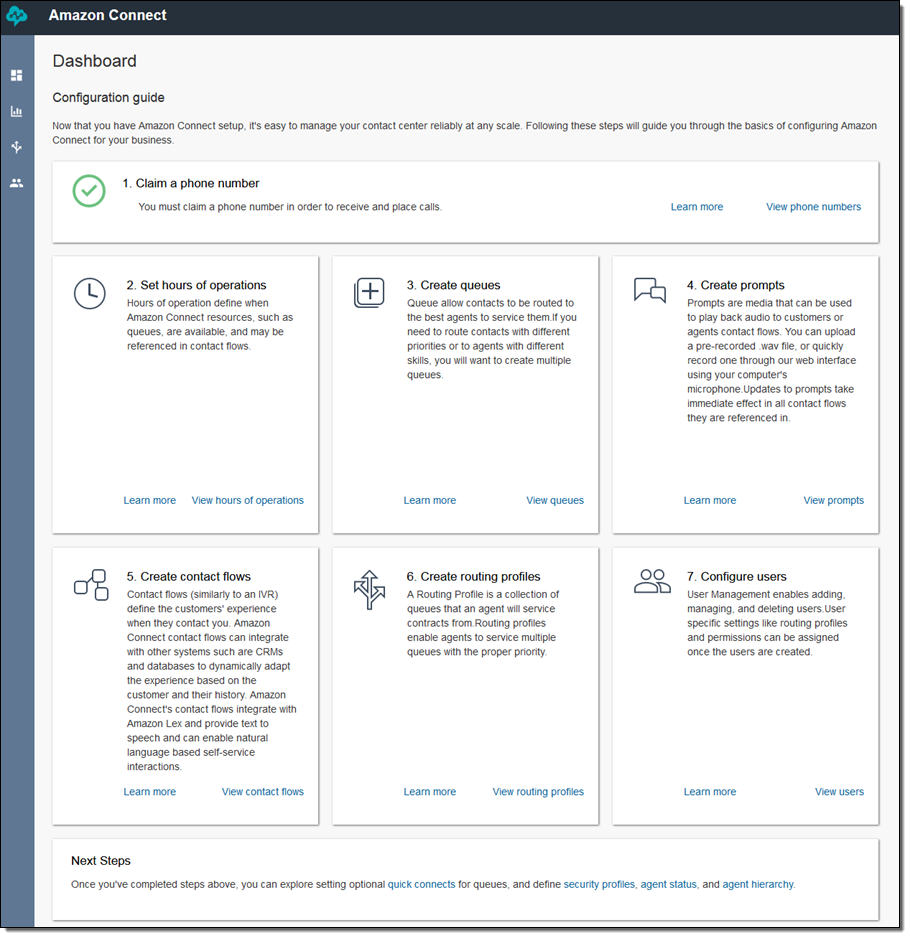 Amazon Connect
Dashboard
Configuration guide
Now that you have Amazon Connect setup, it's easy to manage your contact center reliably at any scale. Following these steps will guide you through the basics of configuring Amazon
Connect for your business.
1. Claim a phone number
You must claim a phone number in order to receive and place calls.
Learn more
View phone numbers
2. Set hours of operations
Hours of operation define when
Amazon Connect resources, such as
queues, are available, and may be
referenced in contact flows.
Learn more
View hours of operations
3. Create queues
Queue allow contacts to be routed to
the best agents to service them.If you
need to route contacts with different
priorities or to agents with different
skills, you will want to create multiple
queues.
Learn more
View queues
4. Create prompts
Prompts are media that can be used
to play back audio to customers or
agents contact flows. You can upload
a pre-recorded .wav file, or quickly
record one through our web interface
using your computer's
microphone.Updates to prompts take
immediate effect in all contact flows
they are referenced in.
Learn more
View prompts
5. Create contact flows
Contact flows (similarly to an IVR)
define the customers' experience
when they contact you. Amazon
Connect contact flows can integrate
with other systems such are CRMs
and databases to dynamically adapt
the experience based on the
customer and their history. Amazon
Connect's contact flows integrate with
Amazon Lex and provide text to
speech and can enable natural
language based self-service
interactions.
Learn more
View contact flows
6. Create routing profiles
A Routing Profile is a collection of
queues that an agent will service
contracts from.Routing profiles
enable agents to service multiple
queues with the proper priority.
Learn more
View routing profiles
7. Configure users
User Management enables adding,
managing, and deleting users.User
specific settings like routing profiles
and permissions can be assigned
once the users are created.
Learn more
View users
Next Steps
Once you've completed steps above, you can explore setting optional quick connects for queues, and define security profiles, agent status, and agent hierarchy.